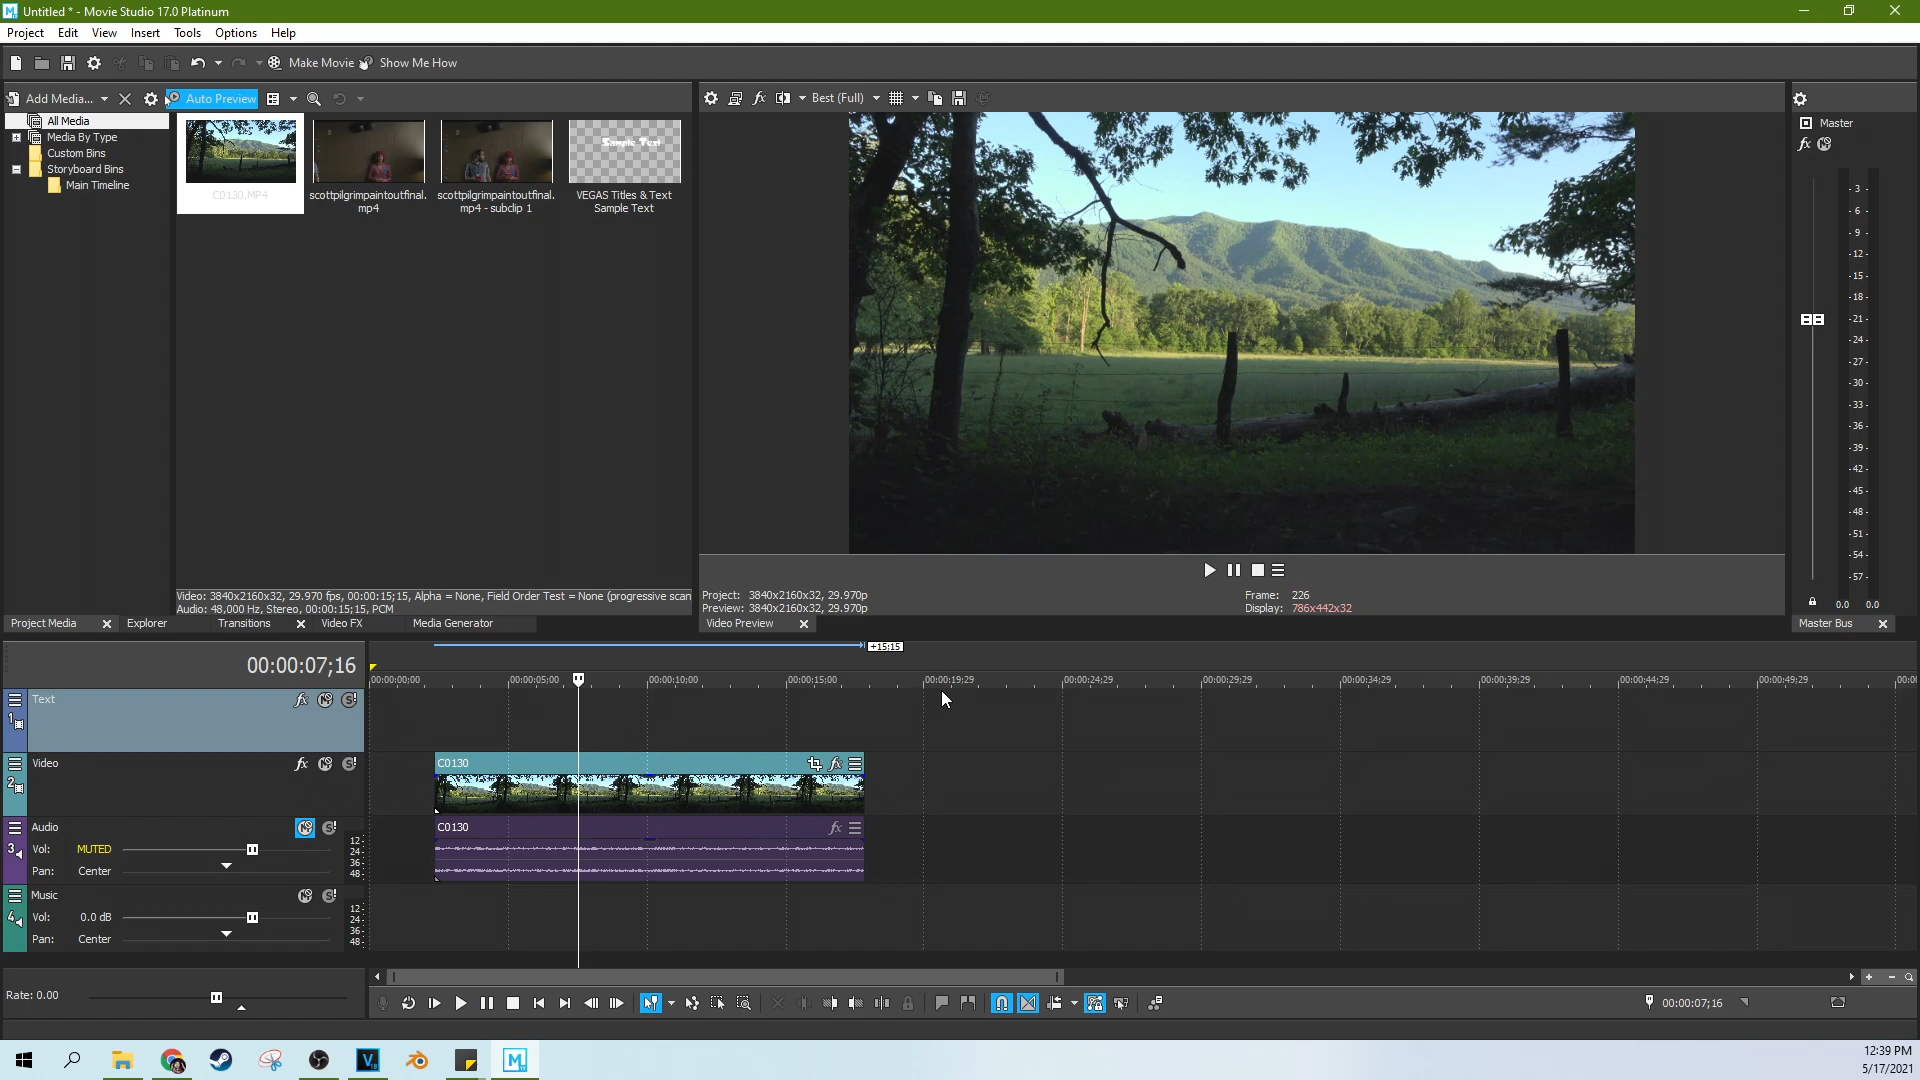 Untitled * - Movie Studio 17.0 Platinum
Project Edit View Insert Tools Options Help
Make Movie Show Me How
Add Media... Auto Preview
Best (Full)
All Media
Media By Type
Custom Bins
Storyboard Bins
Main Timeline
C0130.MP4
scottpilgrimpaintoutfinal.
mp4
scottpilgrimpaintoutfinal.
mp4 - subclip 1
Sample Text
VEGAS Titles & Text
Sample Text
Master
-3-
-6-
-9-
-12-
-15-
-18-
-21-
-24-
-27-
-30-
-33-
-36-
-39-
-42-
-45-
-48-
-51-
-54-
-57-
0.0 0.0
Video: 3840x2160x32, 29.970 fps, 00:00:15;15, Alpha = None, Field Order Test = None (progressive scan
Audio: 48,000 Hz, Stereo, 00:00:15;15, PCM
Project: 3840x2160x32, 29.970p
Preview: 3840x2160x32, 29.970p
Frame: 226
Display: 786x442x32
Project Media Explorer Transitions Video FX Media Generator
Video Preview
Master Bus
00:00:07;16
+15;15
00:00:00;00 00:00:05;00 00:00:10;00 00:00:15;00 00:00:19;29 00:00:24;29 00:00:29;29 00:00:34;29 00:00:39;29 00:00:44;29 00:00:49;29 00:00
1 Text fx
2 Video fx
C0130 fx
3 Audio
Vol: MUTED
Pan: Center
12
24
36
48
C0130 fx
4 Music
Vol: 0.0 dB
Pan: Center
12
24
36
48
Rate: 0.00
00:00:07;16
12:39 PM
5/17/2021